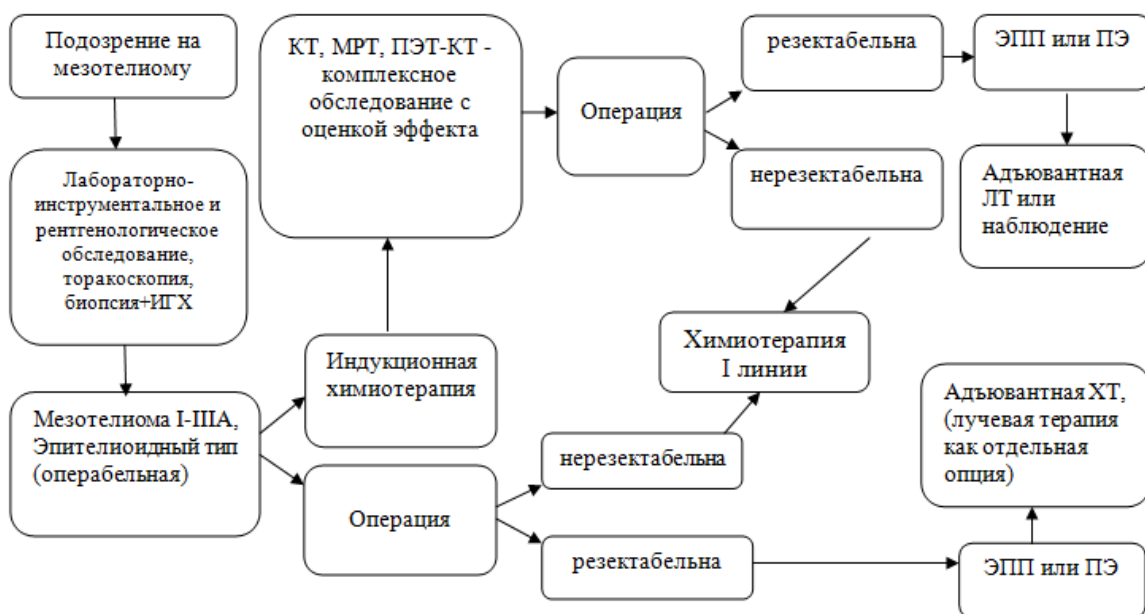 Подозрение на
мезотелиому
Лабораторно-
инструментальное и
рентгенологическое
обследование,
торакоскопия,
биопсия+ИГХ
Мезотелиома I-IIIA,
Эпителиоидный тип
(операбельная)
Индукционная
химиотерапия
КТ, МРТ, ПЭТ-КТ -
комплексное
обследование с
оценкой эффекта
Операция
резектабельна
ЭПП или ПЭ
Адъювантная
ЛТ или
наблюдение
нерезектабельна
Химиотерапия
I линии
Операция
нерезектабельна
резектабельна
ЭПП или ПЭ
Адъювантная ХТ,
(лучевая терапия
как отдельная
опция)